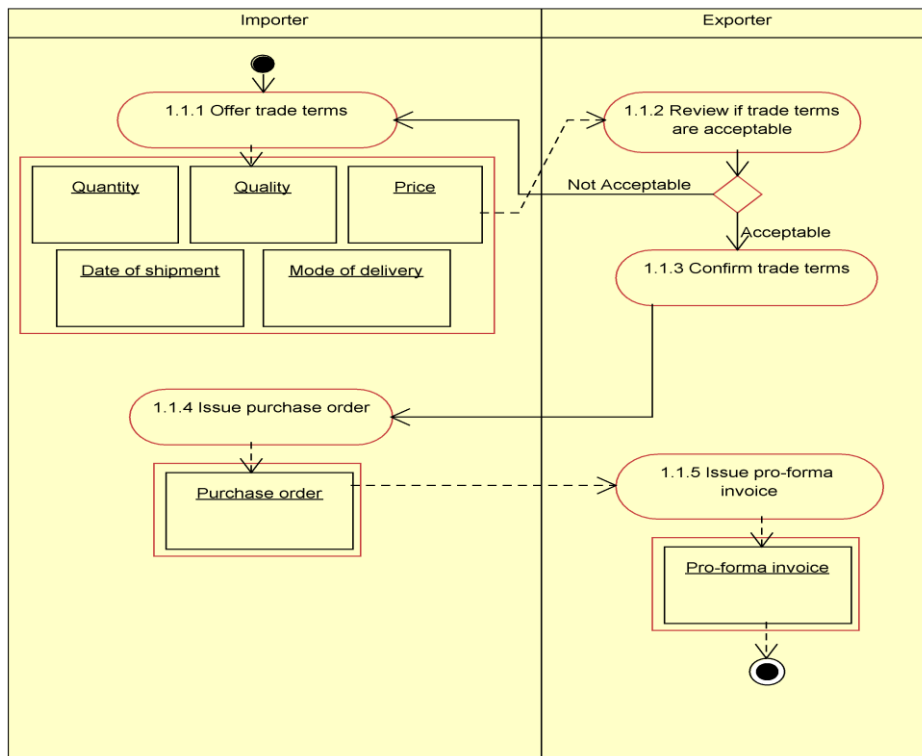 Importer
Exporter
1.1.1 Offer trade terms
1.1.2 Review if trade terms
are acceptable
Quantity
Quality
Price
Not Acceptable
Acceptable
Date of shipment
Mode of delivery
1.1.3 Confirm trade terms
1.1.4 Issue purchase order
Purchase order
1.1.5 Issue pro-forma
invoice
Pro-forma invoice